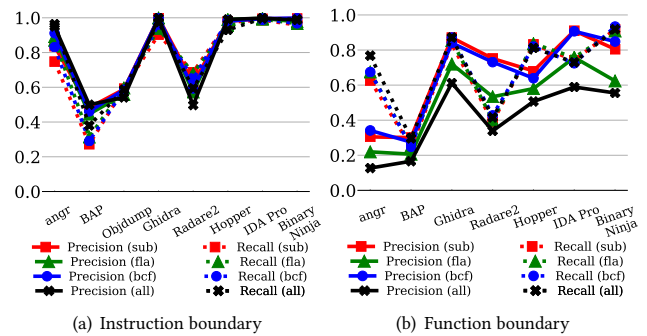 1.0
0.8
0.6
0.4
0.2
0.0
angr
BAP
Objdump
Ghidra
Radare2
Hopper
IDA Pro
Binary
Ninja
Precision (sub)
Precision (fla)
Precision (bcf)
Precision (all)
Recall (sub)
Recall (fla)
Recall (bcf)
Recall (all)
(a) Instruction boundary
1.0
0.8
0.6
0.4
0.2
0.0
angr
BAP
Ghidra
Radare2
Hopper
IDA Pro
Binary
Ninja
Precision (sub)
Precision (fla)
Precision (bcf)
Precision (all)
Recall (sub)
Recall (fla)
Recall (bcf)
Recall (all)
(b) Function boundary